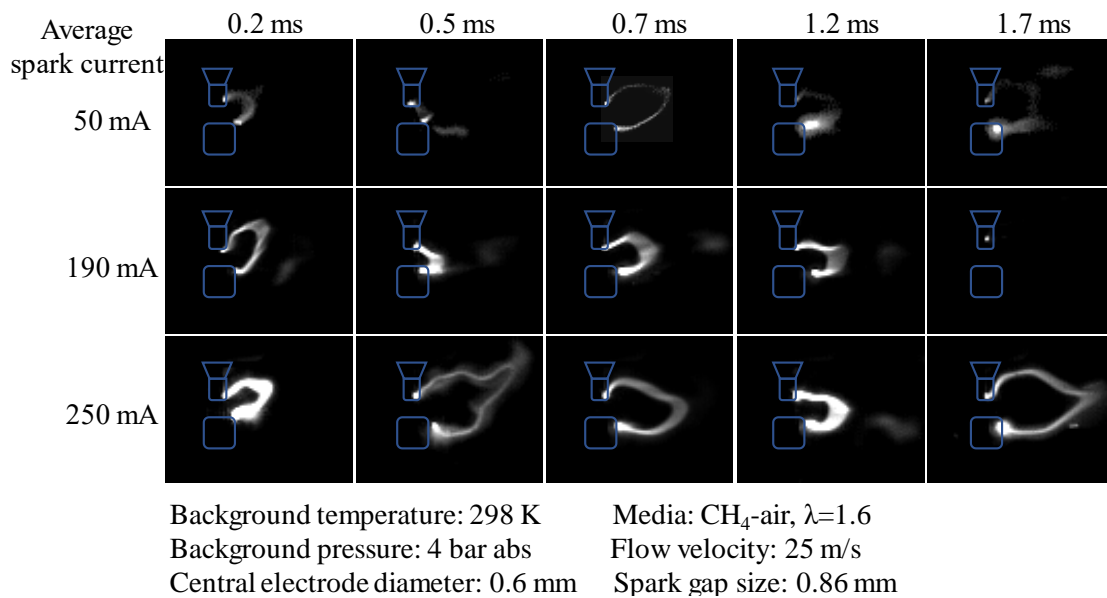 Average
spark current
0.2 ms 0.5 ms 0.7 ms 1.2 ms 1.7 ms
50 mA
190 mA
250 mA
Background temperature: 298 K Media: CH₄-air, λ=1.6
Background pressure: 4 bar abs Flow velocity: 25 m/s
Central electrode diameter: 0.6 mm Spark gap size: 0.86 mm